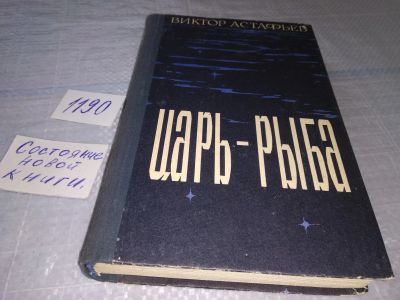 ВИКТОР АСТАФЬЕВ
ЦАРЬ-РЫБА
1190
Состояние
новой
книги.